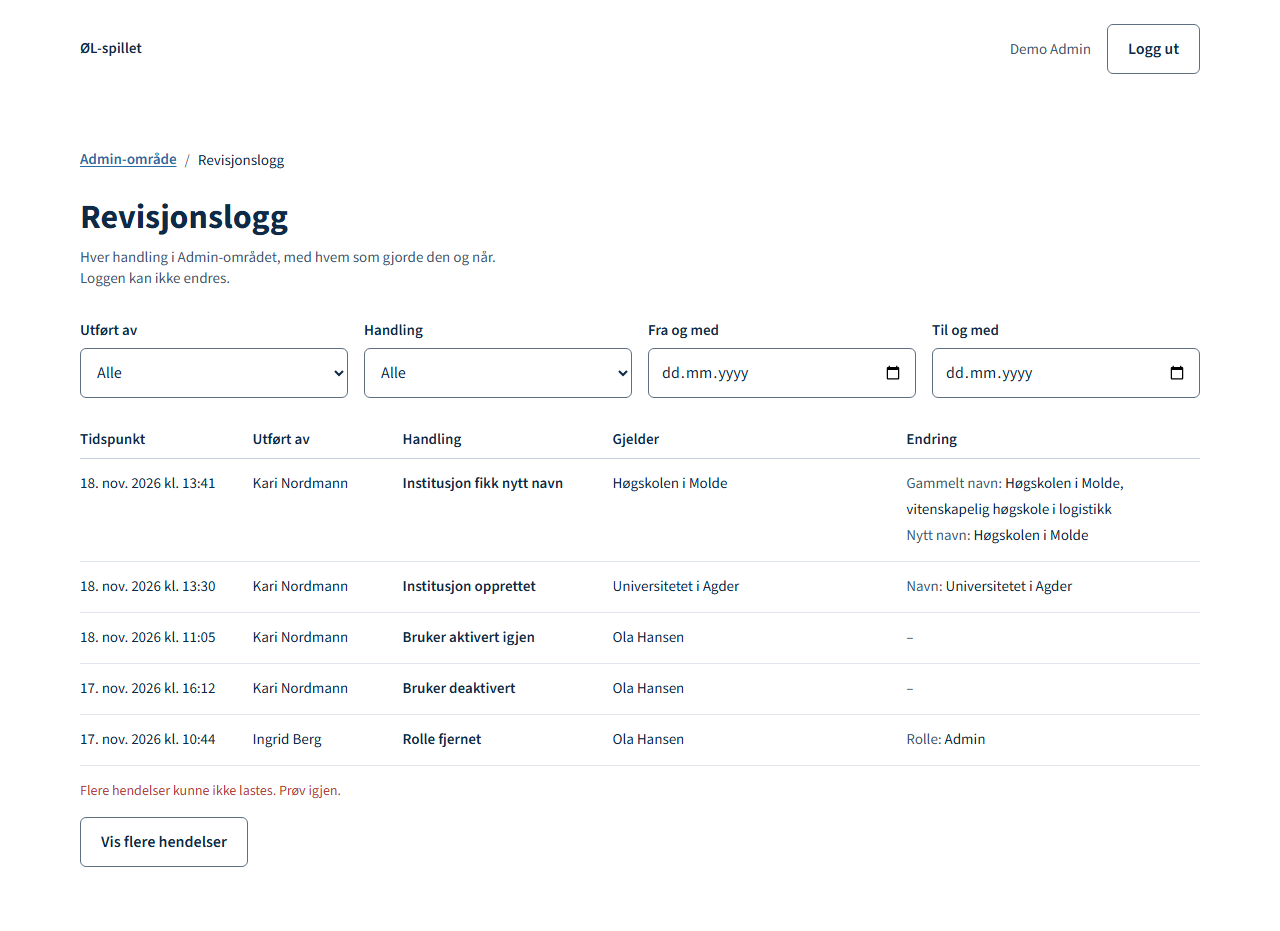 ØL-spillet
Demo Admin
Logg ut
Admin-område / Revisjonslogg
Revisjonslogg
Hver handling i Admin-området, med hvem som gjorde den og når.
Loggen kan ikke endres.
Utført av
Handling
Fra og med
Til og med
Alle
Alle
dd.mm.yyyy
dd.mm.yyyy
Tidspunkt Utført av Handling Gjelder Endring
18. nov. 2026 kl. 13:41 Kari Nordmann Institusjon fikk nytt navn Høgskolen i Molde Gammelt navn: Høgskolen i Molde,
vitenskapelig høgskole i logistikk
Nytt navn: Høgskolen i Molde
18. nov. 2026 kl. 13:30 Kari Nordmann Institusjon opprettet Universitetet i Agder Navn: Universitetet i Agder
18. nov. 2026 kl. 11:05 Kari Nordmann Bruker aktivert igjen Ola Hansen –
17. nov. 2026 kl. 16:12 Kari Nordmann Bruker deaktivert Ola Hansen –
17. nov. 2026 kl. 10:44 Ingrid Berg Rolle fjernet Ola Hansen Rolle: Admin
Flere hendelser kunne ikke lastes. Prøv igjen.
Vis flere hendelser